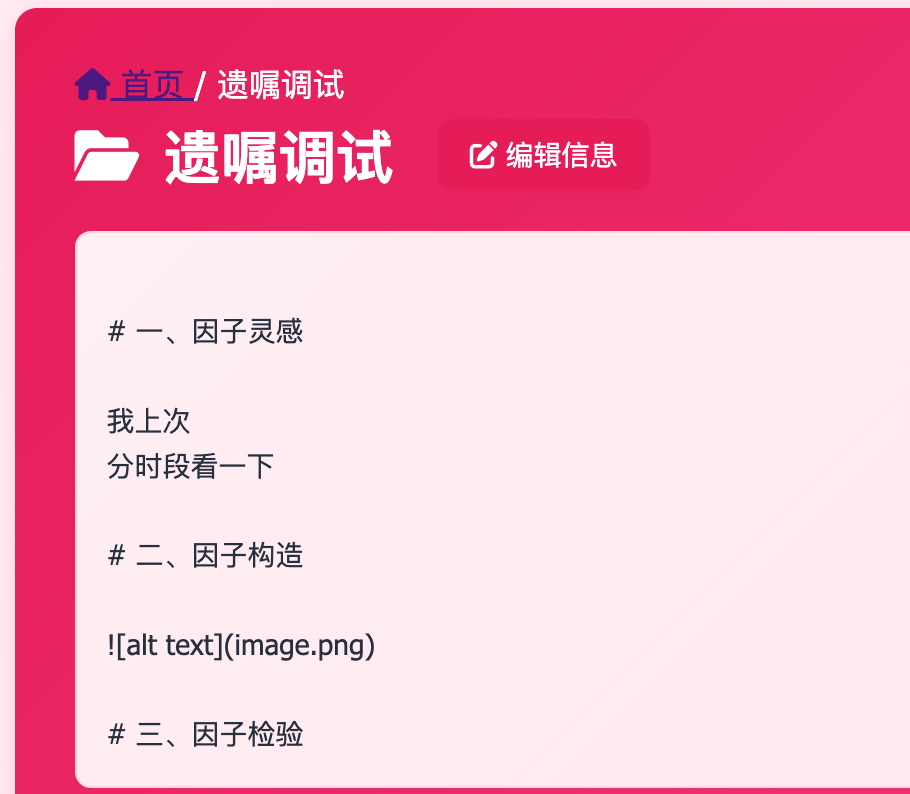 首页 / 遗嘱调试
遗嘱调试
编辑信息
# 一、因子灵感
我上次
分时段看一下
# 二、因子构造
![alt text](image.png)
# 三、因子检验